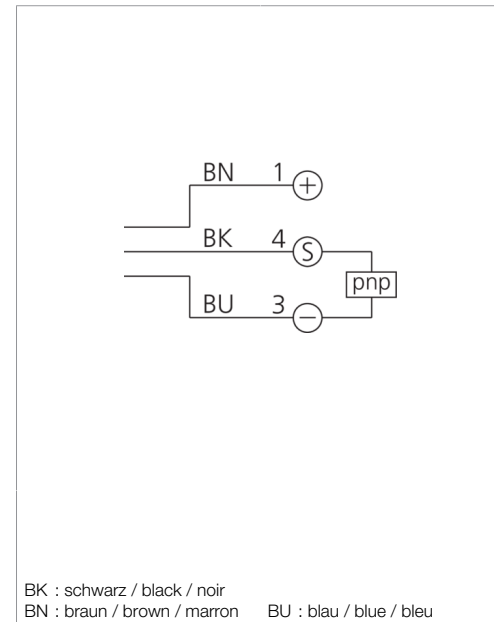 BN 1 +
BK 4 S
pnp
BU 3 −
BK : schwarz / black / noir
BN : braun / brown / marron BU : blau / blue / bleu